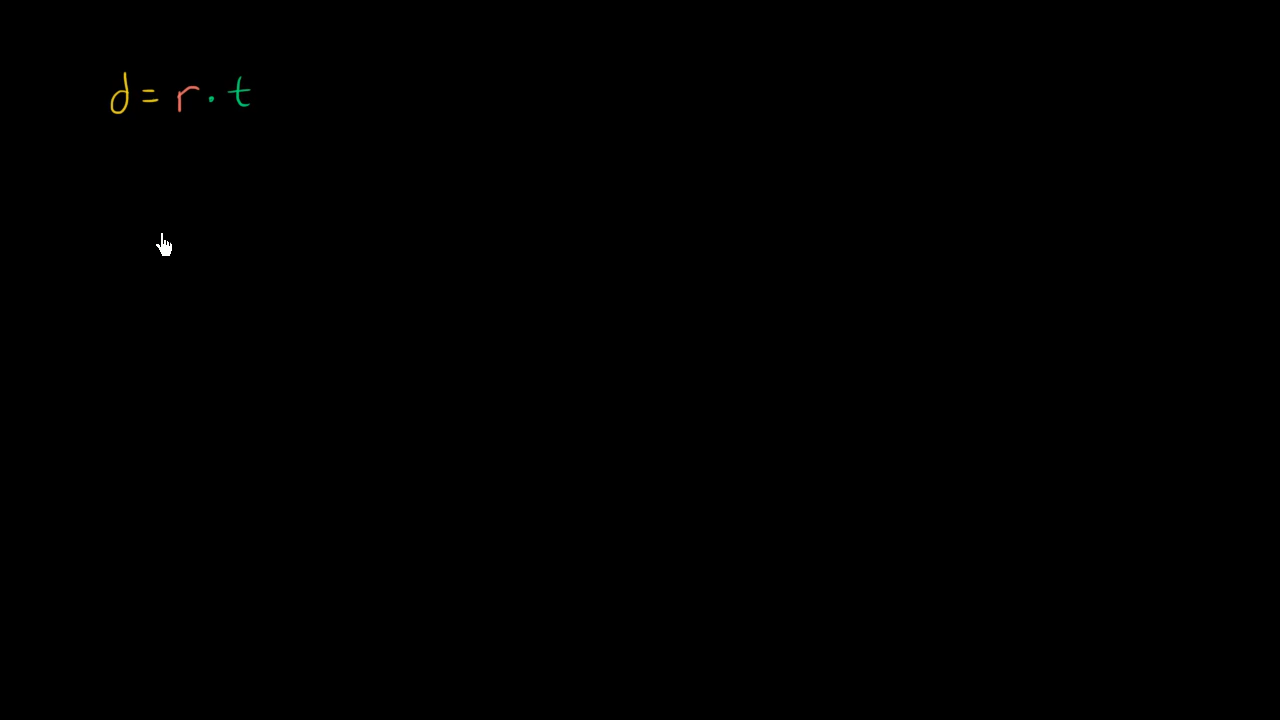 d = r · t